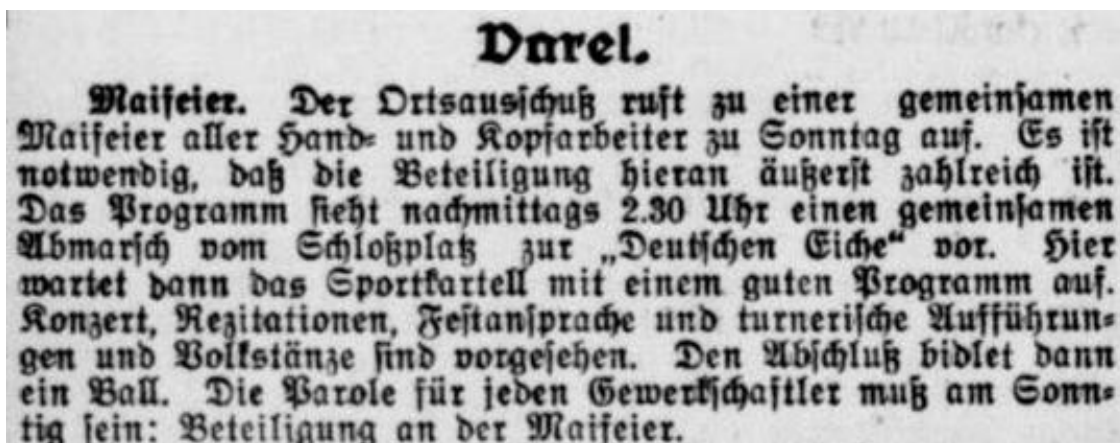 Varel.
Maifeier. Der Ortsausschuß ruft zu einer gemeinsamen
Maifeier aller Hand- und Kopfarbeiter zu Sonntag auf. Es ist
notwendig, daß die Beteiligung hieran äußerst zahlreich ist.
Das Programm sieht nachmittags 2.30 Uhr einen gemeinsamen
Abmarsch vom Schloßplatz zur „Deutschen Eiche“ vor. Hier
wartet dann das Sportkartell mit einem guten Programm auf.
Konzert, Rezitationen, Festansprache und turnerische Aufführun-
gen und Volkstänze sind vorgesehen. Den Abschluß bidlet dann
ein Ball. Die Parole für jeden Gewerkschaftler muß am Sonn-
tig sein: Beteiligung an der Maifeier.